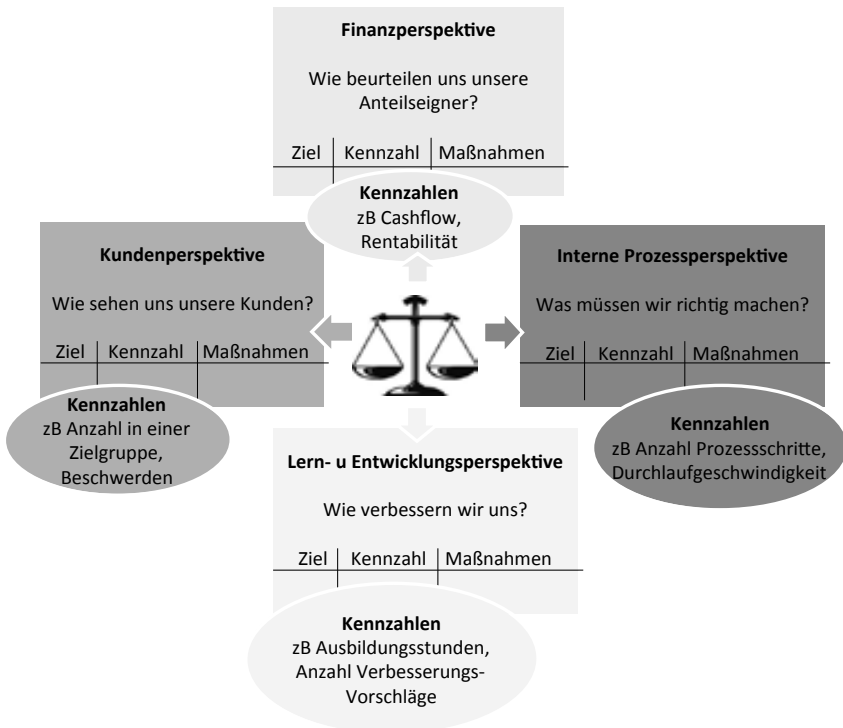 Finanzperspektive
Wie beurteilen uns unsere
Anteilseigner?
Ziel Kennzahl Maßnahmen
Kennzahlen
zB Cashflow,
Rentabilität
Kundenperspektive
Wie sehen uns unsere Kunden?
Ziel Kennzahl Maßnahmen
Kennzahlen
zB Anzahl in einer
Zielgruppe,
Beschwerden
Interne Prozessperspektive
Was müssen wir richtig machen?
Ziel Kennzahl Maßnahmen
Kennzahlen
zB Anzahl Prozessschritte,
Durchlaufgeschwindigkeit
Lern- u Entwicklungsperspektive
Wie verbessern wir uns?
Ziel Kennzahl Maßnahmen
Kennzahlen
zB Ausbildungsstunden,
Anzahl Verbesserungs-
Vorschläge